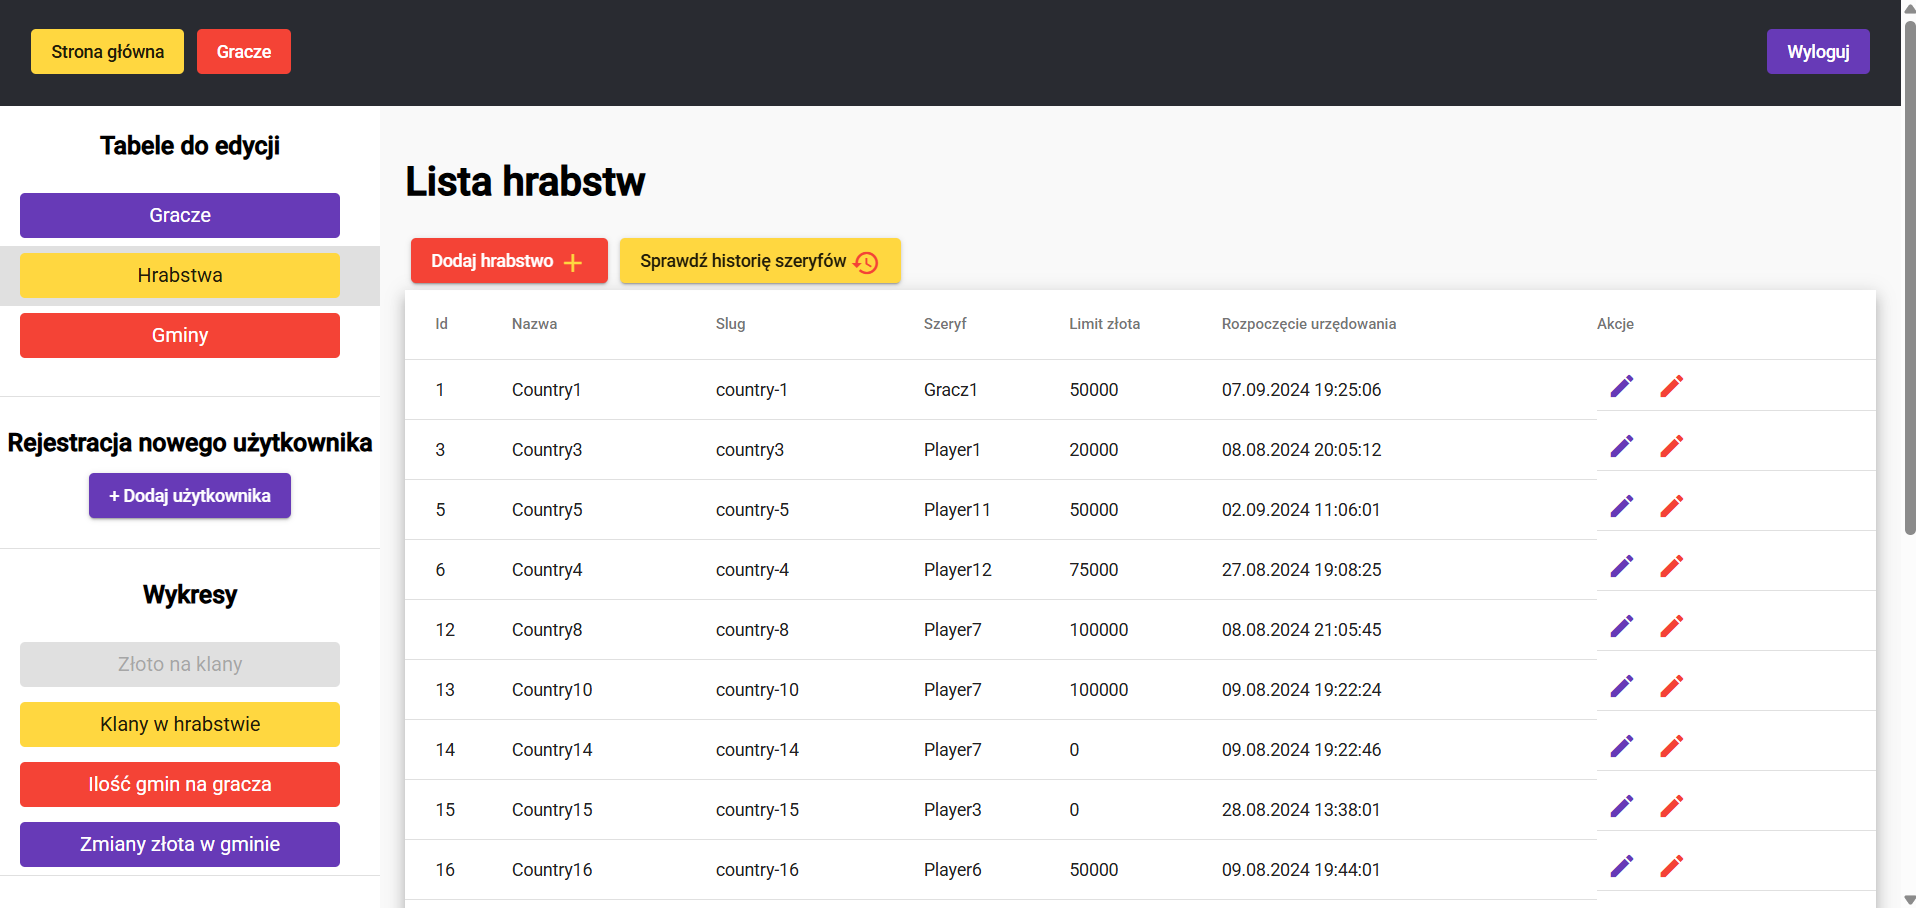 Strona główna Gracze Wyloguj
Tabele do edycji
Gracze
Hrabstwa
Gminy
Rejestracja nowego użytkownika
+ Dodaj użytkownika
Wykresy
Złoto na klany
Klany w hrabstwie
Ilość gmin na gracza
Zmiany złota w gminie
Lista hrabstw
Dodaj hrabstwo Sprawdź historię szeryfów
Id Nazwa Slug Szeryf Limit złota Rozpoczęcie urzędowania Akcje
1 Country1 country-1 Gracz1 50000 07.09.2024 19:25:06
3 Country3 country3 Player1 20000 08.08.2024 20:05:12
5 Country5 country-5 Player11 50000 02.09.2024 11:06:01
6 Country4 country-4 Player12 75000 27.08.2024 19:08:25
12 Country8 country-8 Player7 100000 08.08.2024 21:05:45
13 Country10 country-10 Player7 100000 09.08.2024 19:22:24
14 Country14 country-14 Player7 0 09.08.2024 19:22:46
15 Country15 country-15 Player3 0 28.08.2024 13:38:01
16 Country16 country-16 Player6 50000 09.08.2024 19:44:01